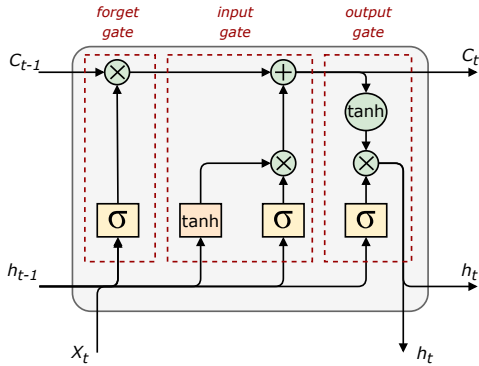 forget gate
input gate
output gate
C_{t-1}
×
+
C_t
tanh
×
×
σ
tanh
σ
σ
h_{t-1}
h_t
X_t
h_t